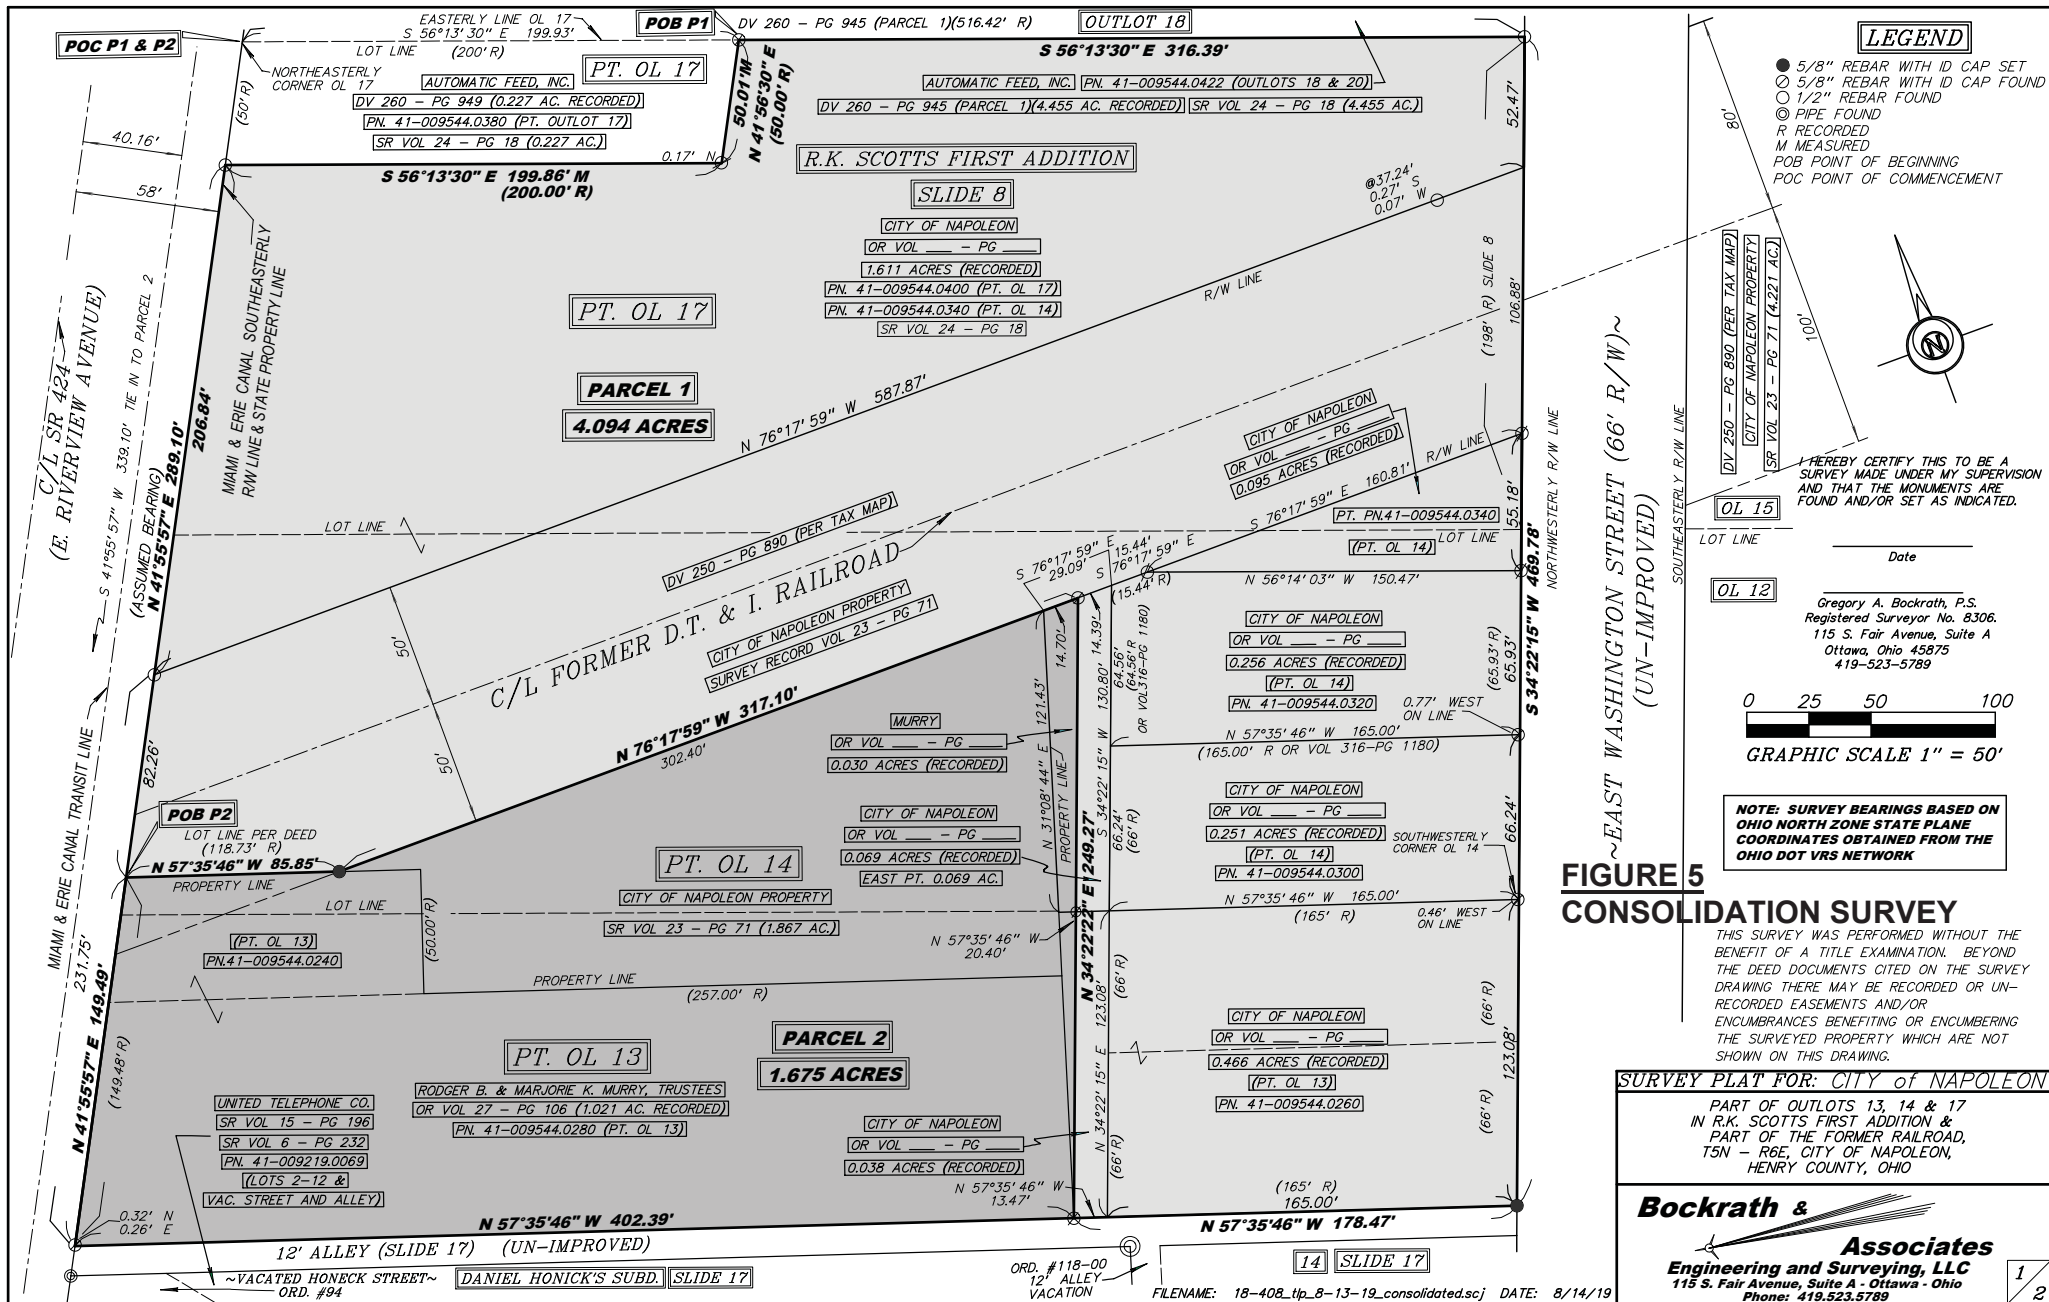 EASTERLY LINE OL 17
S 56°13'30" E 199.93'
LOT LINE (200' R)
POC P1 & P2
POB P1
DV 260 - PG 945 (PARCEL 1)(516.42' R)
OUTLOT 18
S 56°13'30" E 316.39'
NORTHEASTERLY
CORNER OL 17
(50' R)
PT. OL 17
AUTOMATIC FEED, INC.
DV 260 - PG 949 (0.227 AC. RECORDED)
PN. 41-009544.0380 (PT. OUTLOT 17)
SR VOL 24 - PG 18 (0.227 AC.)
0.17' N
S 56°13'30" E 199.86' M
(200.00' R)
50.01'M
N 41°56'30" E
(50.00' R)
AUTOMATIC FEED, INC.
PN. 41-009544.0422 (OUTLOTS 18 & 20)
DV 260 - PG 945 (PARCEL 1)(4.455 AC. RECORDED)
SR VOL 24 - PG 18 (4.455 AC.)
52.47'
40.16'
58'
R.K. SCOTTS FIRST ADDITION
SLIDE 8
CITY OF NAPOLEON
OR VOL ___ - PG ____
1.611 ACRES (RECORDED)
PN. 41-009544.0400 (PT. OL 17)
PN. 41-009544.0340 (PT. OL 14)
SR VOL 24 - PG 18
@37.24'
0.27' S
0.07' W
R/W LINE
(198' R) SLIDE 8
106.88'
PT. OL 17
PARCEL 1
4.094 ACRES
N 76°17'59" W 587.87'
MIAMI & ERIE CANAL SOUTHEASTERLY
R/W LINE & STATE PROPERTY LINE
206.84'
N 41°55'57" E 289.10'
(ASSUMED BEARING)
S 41°55'57" W 339.10' TIE IN TO PARCEL 2
C/L SR 424
(E. RIVERVIEW AVENUE)
LOT LINE
DV 250 - PG 890 (PER TAX MAP)
C/L FORMER D.T. & I. RAILROAD
CITY OF NAPOLEON PROPERTY
SURVEY RECORD VOL 23 - PG 71
50'
50'
N 76°17'59" W 317.10'
302.40'
CITY OF NAPOLEON
OR VOL ___ - PG ____
0.095 ACRES (RECORDED)
S 76°17'59" E 160.81'
R/W LINE
PT. PN.41-009544.0340
(PT. OL 14)
LOT LINE
55.18'
N 56°14'03" W 150.47'
S 76°17'59" E
29.09'
15.44'
S 76°17'59" E
(15.44' R)
14.70'
14.39'
CITY OF NAPOLEON
OR VOL ___ - PG ____
0.256 ACRES (RECORDED)
(PT. OL 14)
PN. 41-009544.0320
(65.93' R)
65.93'
S 34°22'15" W 469.78'
0.77' WEST
ON LINE
N 57°35'46" W 165.00'
(165.00' R OR VOL 316-PG 1180)
64.56'
(64.56' R
OR VOL316-PG 1180)
S 34°22'15" W 130.80'
N 31°08'44" E 121.43'
PROPERTY LINE
N 34°22'22" E 249.27'
66.24'
(66' R)
MURRY
OR VOL ___ - PG ____
0.030 ACRES (RECORDED)
CITY OF NAPOLEON
OR VOL ___ - PG ____
0.069 ACRES (RECORDED)
EAST PT. 0.069 AC.
CITY OF NAPOLEON
OR VOL ___ - PG ____
0.251 ACRES (RECORDED)
(PT. OL 14)
PN. 41-009544.0300
SOUTHWESTERLY
CORNER OL 14
66.24'
N 57°35'46" W 165.00'
(165' R)
0.46' WEST
ON LINE
MIAMI & ERIE CANAL TRANSIT LINE
231.75'
82.26'
POB P2
LOT LINE PER DEED
(118.73' R)
N 57°35'46" W 85.85'
PROPERTY LINE
LOT LINE
(50.00' R)
PT. OL 14
CITY OF NAPOLEON PROPERTY
SR VOL 23 - PG 71 (1.867 AC.)
N 57°35'46" W
20.40'
(PT. OL 13)
PN.41-009544.0240
PROPERTY LINE
(257.00' R)
N 41°55'57" E 149.49'
(149.48' R)
PT. OL 13
RODGER B. & MARJORIE K. MURRY, TRUSTEES
OR VOL 27 - PG 106 (1.021 AC. RECORDED)
PN. 41-009544.0280 (PT. OL 13)
PARCEL 2
1.675 ACRES
UNITED TELEPHONE CO.
SR VOL 15 - PG 196
SR VOL 6 - PG 232
PN. 41-009219.0069
(LOTS 2-12 &
VAC. STREET AND ALLEY)
CITY OF NAPOLEON
OR VOL ___ - PG ____
0.038 ACRES (RECORDED)
N 57°35'46" W
13.47'
N 34°22'15" E 123.08'
(66' R)
(66' R)
CITY OF NAPOLEON
OR VOL ___ - PG ____
0.466 ACRES (RECORDED)
(PT. OL 13)
PN. 41-009544.0260
(66' R)
123.08'
(66' R)
(165' R)
165.00'
0.32' N
0.26' E
N 57°35'46" W 402.39'
N 57°35'46" W 178.47'
12' ALLEY (SLIDE 17) (UN-IMPROVED)
~VACATED HONECK STREET~
ORD. #94
DANIEL HONICK'S SUBD.
SLIDE 17
ORD. #118-00
12' ALLEY
VACATION
14
SLIDE 17
FILENAME: 18-408_tlp_8-13-19_consolidated.scj DATE: 8/14/19
NORTHWESTERLY R/W LINE
~EAST WASHINGTON STREET (66' R/W)~
(UN-IMPROVED)
SOUTHEASTERLY R/W LINE
80'
100'
DV 250 - PG 890 (PER TAX MAP)
CITY OF NAPOLEON PROPERTY
SR VOL 23 - PG 71 (4.221 AC.)
OL 15
LOT LINE
OL 12
LEGEND
5/8" REBAR WITH ID CAP SET
5/8" REBAR WITH ID CAP FOUND
1/2" REBAR FOUND
PIPE FOUND
R RECORDED
M MEASURED
POB POINT OF BEGINNING
POC POINT OF COMMENCEMENT
N
I HEREBY CERTIFY THIS TO BE A
SURVEY MADE UNDER MY SUPERVISION
AND THAT THE MONUMENTS ARE
FOUND AND/OR SET AS INDICATED.
Date
Gregory A. Bockrath, P.S.
Registered Surveyor No. 8306.
115 S. Fair Avenue, Suite A
Ottawa, Ohio 45875
419-523-5789
0 25 50 100
GRAPHIC SCALE 1" = 50'
NOTE: SURVEY BEARINGS BASED ON
OHIO NORTH ZONE STATE PLANE
COORDINATES OBTAINED FROM THE
OHIO DOT VRS NETWORK
FIGURE 5
CONSOLIDATION SURVEY
THIS SURVEY WAS PERFORMED WITHOUT THE
BENEFIT OF A TITLE EXAMINATION. BEYOND
THE DEED DOCUMENTS CITED ON THE SURVEY
DRAWING THERE MAY BE RECORDED OR UN-
RECORDED EASEMENTS AND/OR
ENCUMBRANCES BENEFITING OR ENCUMBERING
THE SURVEYED PROPERTY WHICH ARE NOT
SHOWN ON THIS DRAWING.
SURVEY PLAT FOR: CITY of NAPOLEON
PART OF OUTLOTS 13, 14 & 17
IN R.K. SCOTTS FIRST ADDITION &
PART OF THE FORMER RAILROAD,
T5N - R6E, CITY OF NAPOLEON,
HENRY COUNTY, OHIO
Bockrath &
Associates
Engineering and Surveying, LLC
115 S. Fair Avenue, Suite A - Ottawa - Ohio
Phone: 419.523.5789
1/2